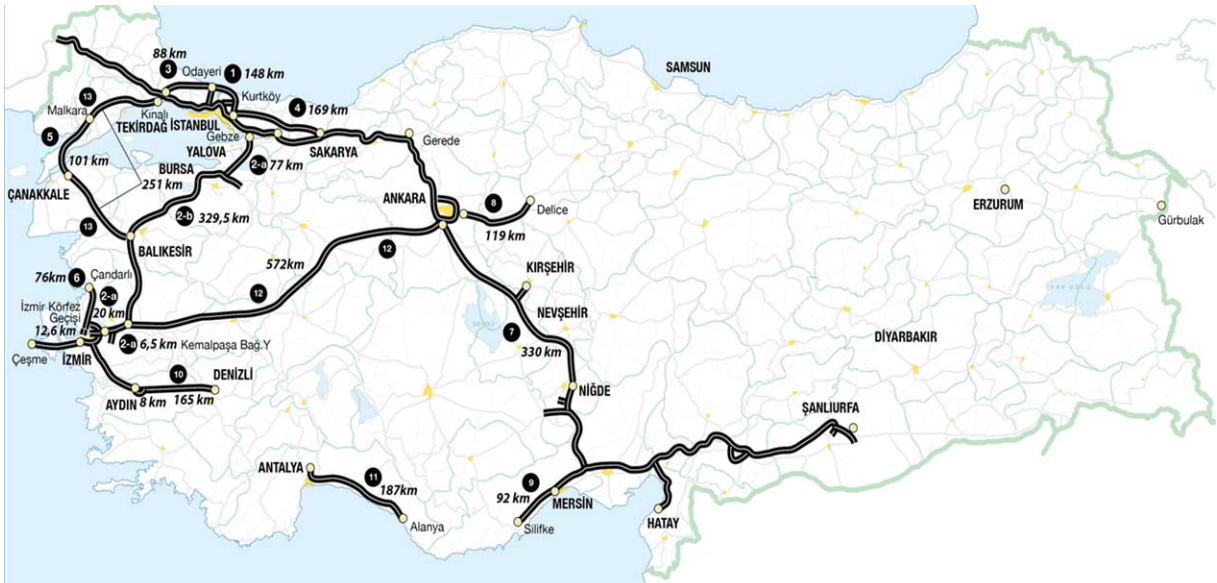 SAMSUN
88 km
3
Odayeri
1
148 km
Kurtköy
13
Malkara
Kınalı
TEKİRDAĞ
İSTANBUL
4
169 km
Gebze
5
YALOVA
SAKARYA
Gerede
101 km
BURSA
2-a
77 km
251 km
ÇANAKKALE
ANKARA
8
Delice
ERZURUM
Gürbulak
2-b
329,5 km
119 km
13
BALIKESİR
12
572km
76km
6
Çandarlı
KIRŞEHİR
2-a
20 km
12
NEVŞEHİR
İzmir Körfez
Geçişi
12,6 km
7
330 km
DİYARBAKIR
Çeşme
İZMİR
2-a
6,5 km
Kemalpaşa Bağ.Y
10
DENİZLİ
AYDIN
8 km
165 km
NİĞDE
ŞANLIURFA
ANTALYA
11
187km
Alanya
9
92 km
MERSİN
Silifke
HATAY